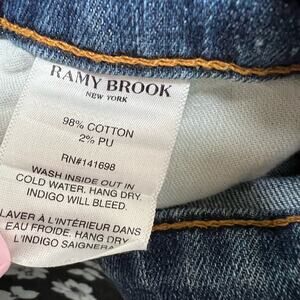 RAMY BROOK
NEW YORK
98% COTTON
2% PU
RN#141698
WASH INSIDE OUT IN
COLD WATER. HANG DRY.
INDIGO WILL BLEED.
LAVER À L'INTÉRIEUR DANS
EAU FROIDE. HANG DRY
L'INDIGO SAIGNERA